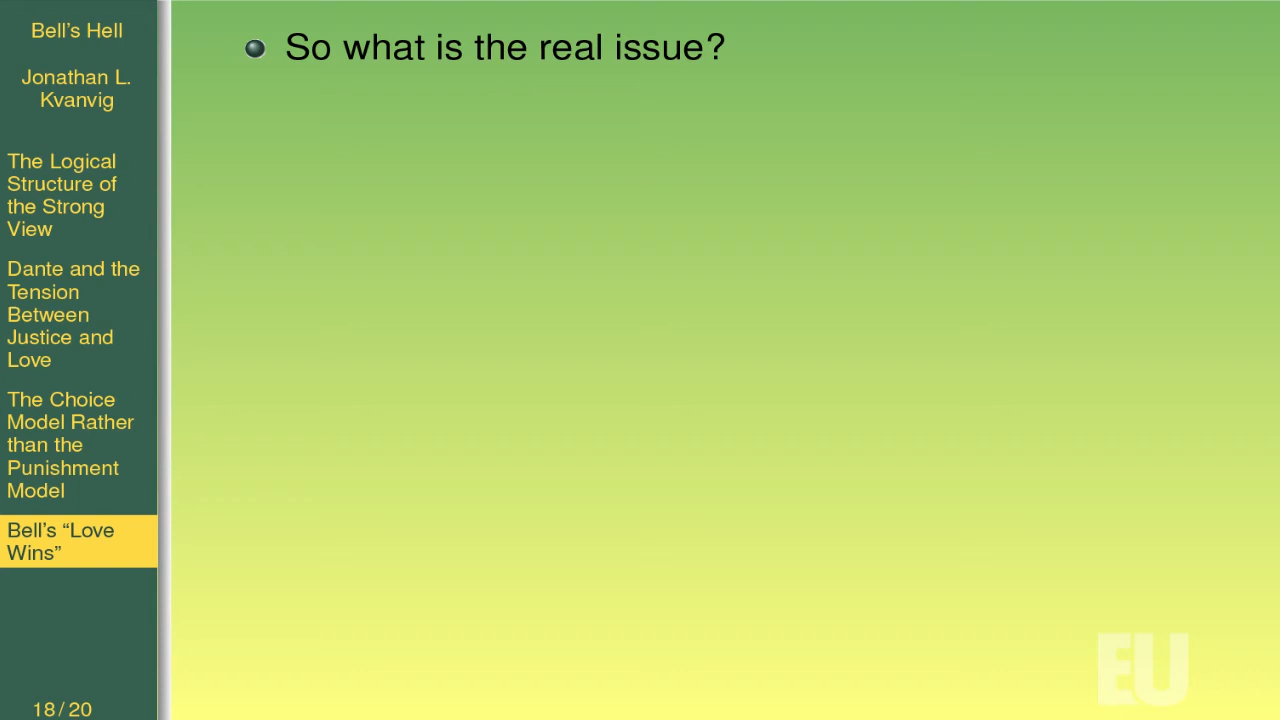 Bell’s Hell
Jonathan L.
Kvanvig
The Logical
Structure of
the Strong
View
Dante and the
Tension
Between
Justice and
Love
The Choice
Model Rather
than the
Punishment
Model
Bell’s “Love
Wins”
18 / 20
So what is the real issue?
EU